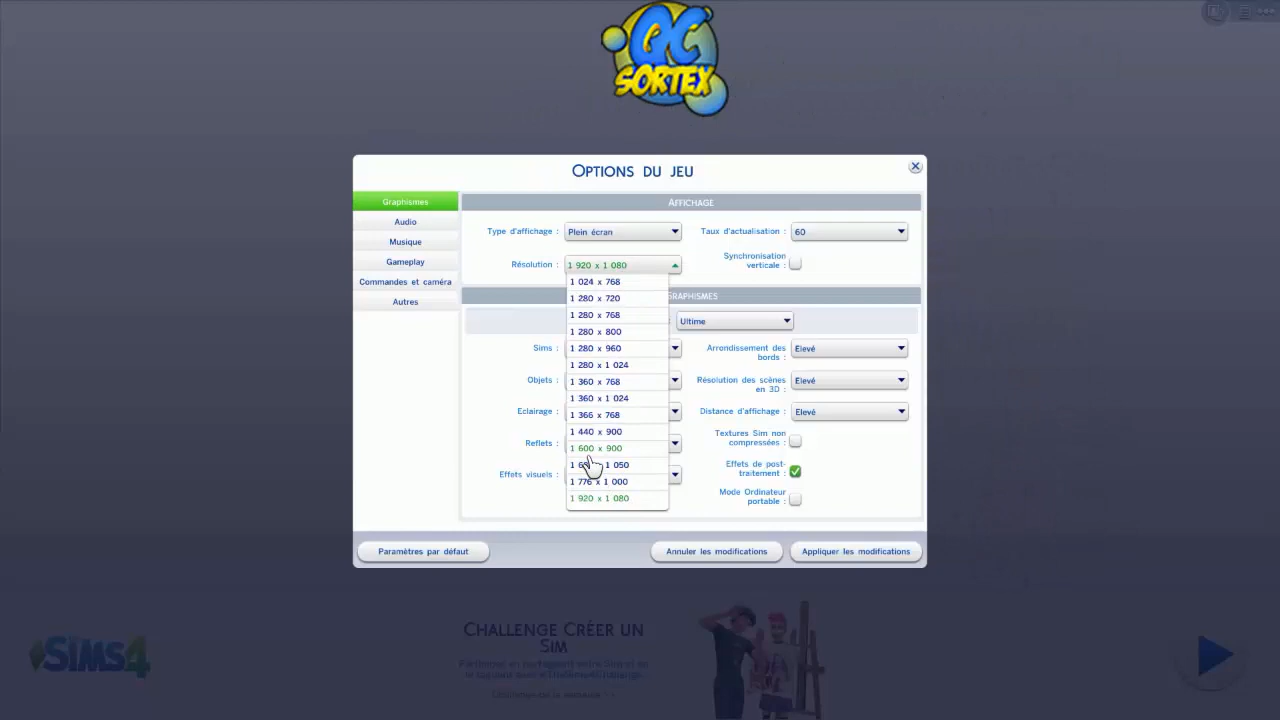 QC
SORTEX
OPTIONS DU JEU
Graphismes
Audio
Musique
Gameplay
Commandes et caméra
Autres
AFFICHAGE
Type d'affichage :
Plein écran
Taux d'actualisation :
60
Résolution :
1 920 x 1 080
Synchronisation
verticale :
1 024 x 768
1 280 x 720
1 280 x 768
1 280 x 800
1 280 x 960
1 280 x 1 024
1 360 x 768
1 360 x 1 024
1 366 x 768
1 440 x 900
1 600 x 900
1 050
1 776 x 1 000
1 920 x 1 080
GRAPHISMES
Ultime
Sims :
Arrondissement des
bords :
Elevé
Objets :
Résolution des scènes
en 3D :
Elevé
Eclairage :
Distance d'affichage :
Elevé
Reflets :
Textures Sim non
compressées :
Effets visuels :
Effets de post-
traitement :
Mode Ordinateur
portable :
Paramètres par défaut
Annuler les modifications
Appliquer les modifications
SIMS4
CHALLENGE CRÉER UN
SIM